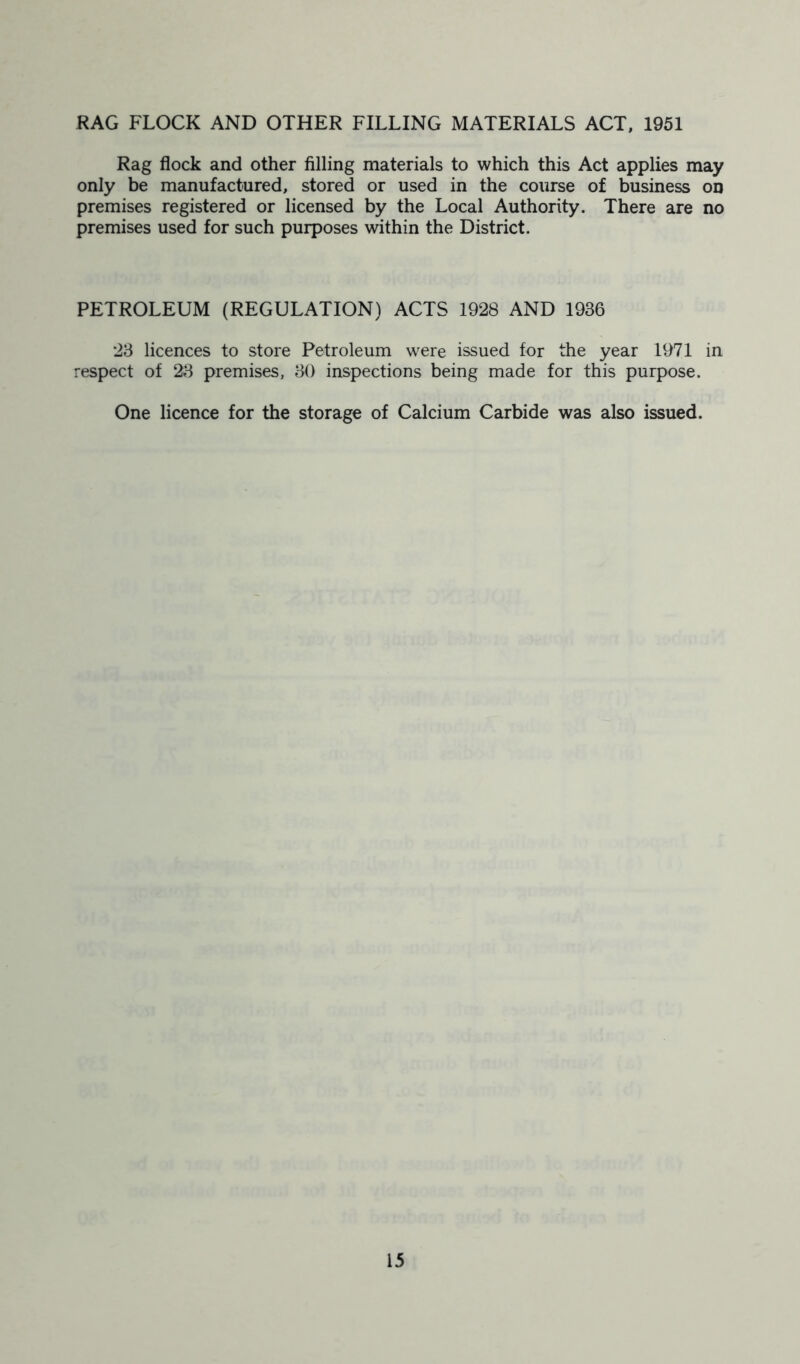 RAG FLOCK AND OTHER FILLING MATERIALS ACT, 1951
Rag flock and other filling materials to which this Act applies may
only be manufactured, stored or used in the course of business on
premises registered or licensed by the Local Authority. There are no
premises used for such purposes within the District.
PETROLEUM (REGULATION) ACTS 1928 AND 1936
23 licences to store Petroleum were issued for the year 1971 in
respect of 23 premises, 30 inspections being made for this purpose.
One licence for the storage of Calcium Carbide was also issued.
15